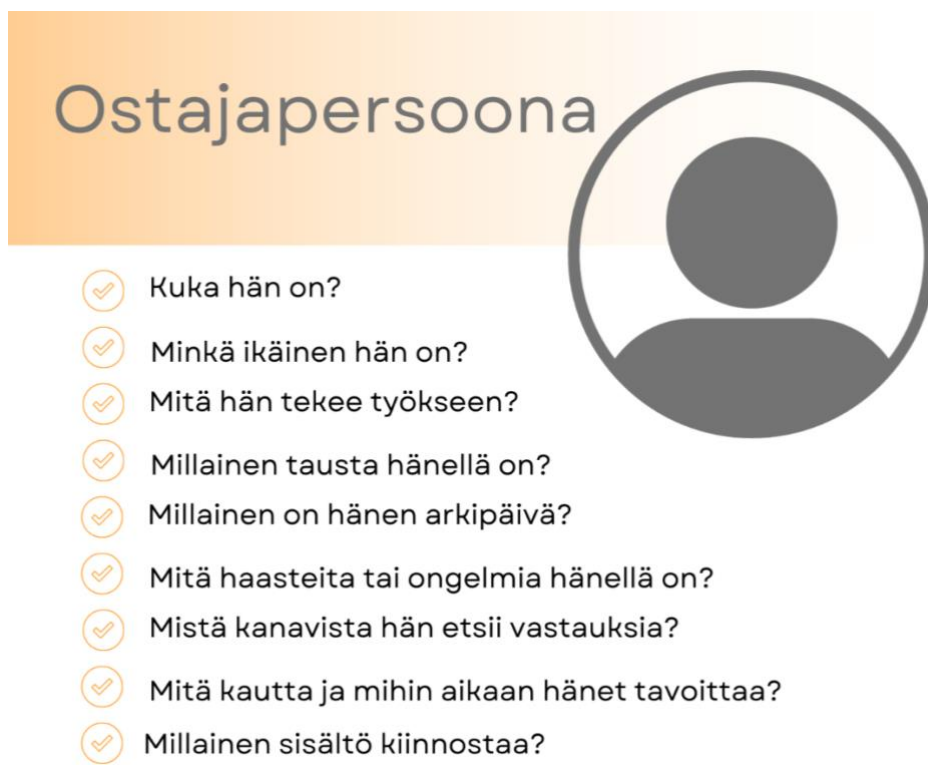 Ostajapersoona
Kuka hän on?
Minkä ikäinen hän on?
Mitä hän tekee työkseen?
Millainen tausta hänellä on?
Millainen on hänen arkipäivä?
Mitä haasteita tai ongelmia hänellä on?
Mistä kanavista hän etsii vastauksia?
Mitä kautta ja mihin aikaan hänet tavoittaa?
Millainen sisältö kiinnostaa?